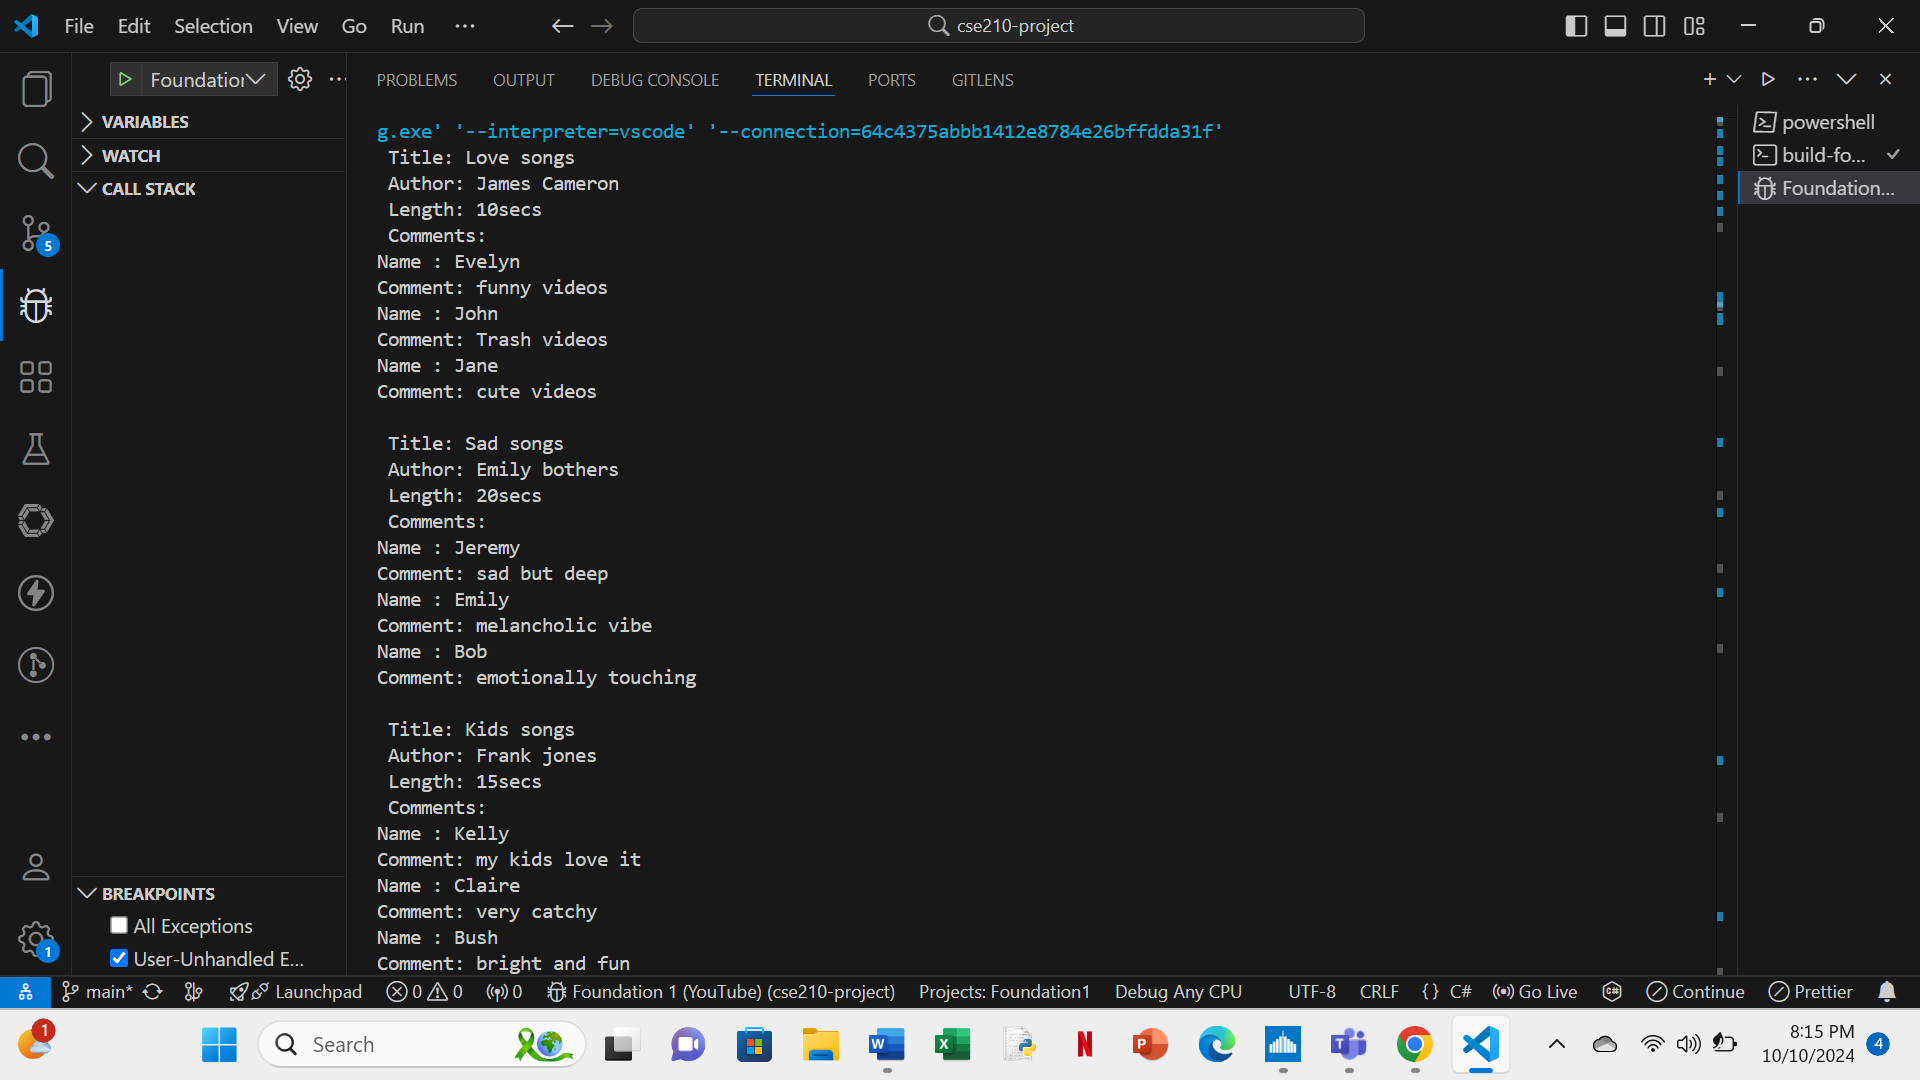 File Edit Selection View Go Run ... cse210-project
Foundation PROBLEMS OUTPUT DEBUG CONSOLE TERMINAL PORTS GITLENS
VARIABLES
WATCH
CALL STACK
g.exe' '--interpreter=vscode' '--connection=64c4375abbb1412e8784e26bffdda31f'
Title: Love songs
Author: James Cameron
Length: 10secs
Comments:
Name : Evelyn
Comment: funny videos
Name : John
Comment: Trash videos
Name : Jane
Comment: cute videos
Title: Sad songs
Author: Emily bothers
Length: 20secs
Comments:
Name : Jeremy
Comment: sad but deep
Name : Emily
Comment: melancholic vibe
Name : Bob
Comment: emotionally touching
Title: Kids songs
Author: Frank jones
Length: 15secs
Comments:
Name : Kelly
Comment: my kids love it
Name : Claire
Comment: very catchy
Name : Bush
Comment: bright and fun
powershell
build-fo...
Foundation...
5
BREAKPOINTS
All Exceptions
User-Unhandled E...
1
main* Launchpad 0 0 0 Foundation 1 (YouTube) (cse210-project) Projects: Foundation1 Debug Any CPU UTF-8 CRLF {} C# Go Live Continue Prettier
1 Search W X N P T 8:15 PM
10/10/2024 4